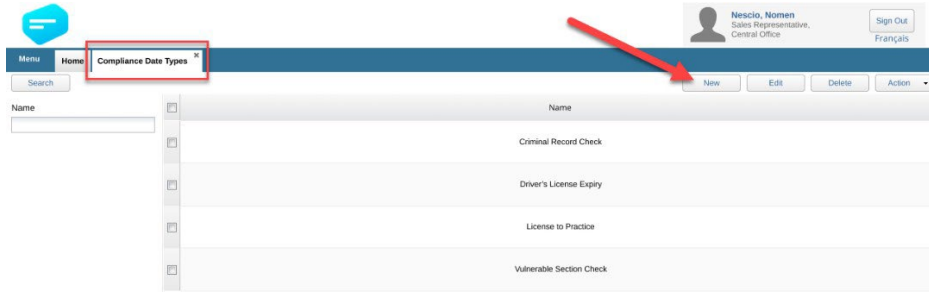 Nescio, Nomen
Sales Representative,
Central Office
Sign Out
Français
Menu
Home
Compliance Date Types
Search
New
Edit
Delete
Action
Name
Name
Criminal Record Check
Driver's License Expiry
License to Practice
Vulnerable Section Check